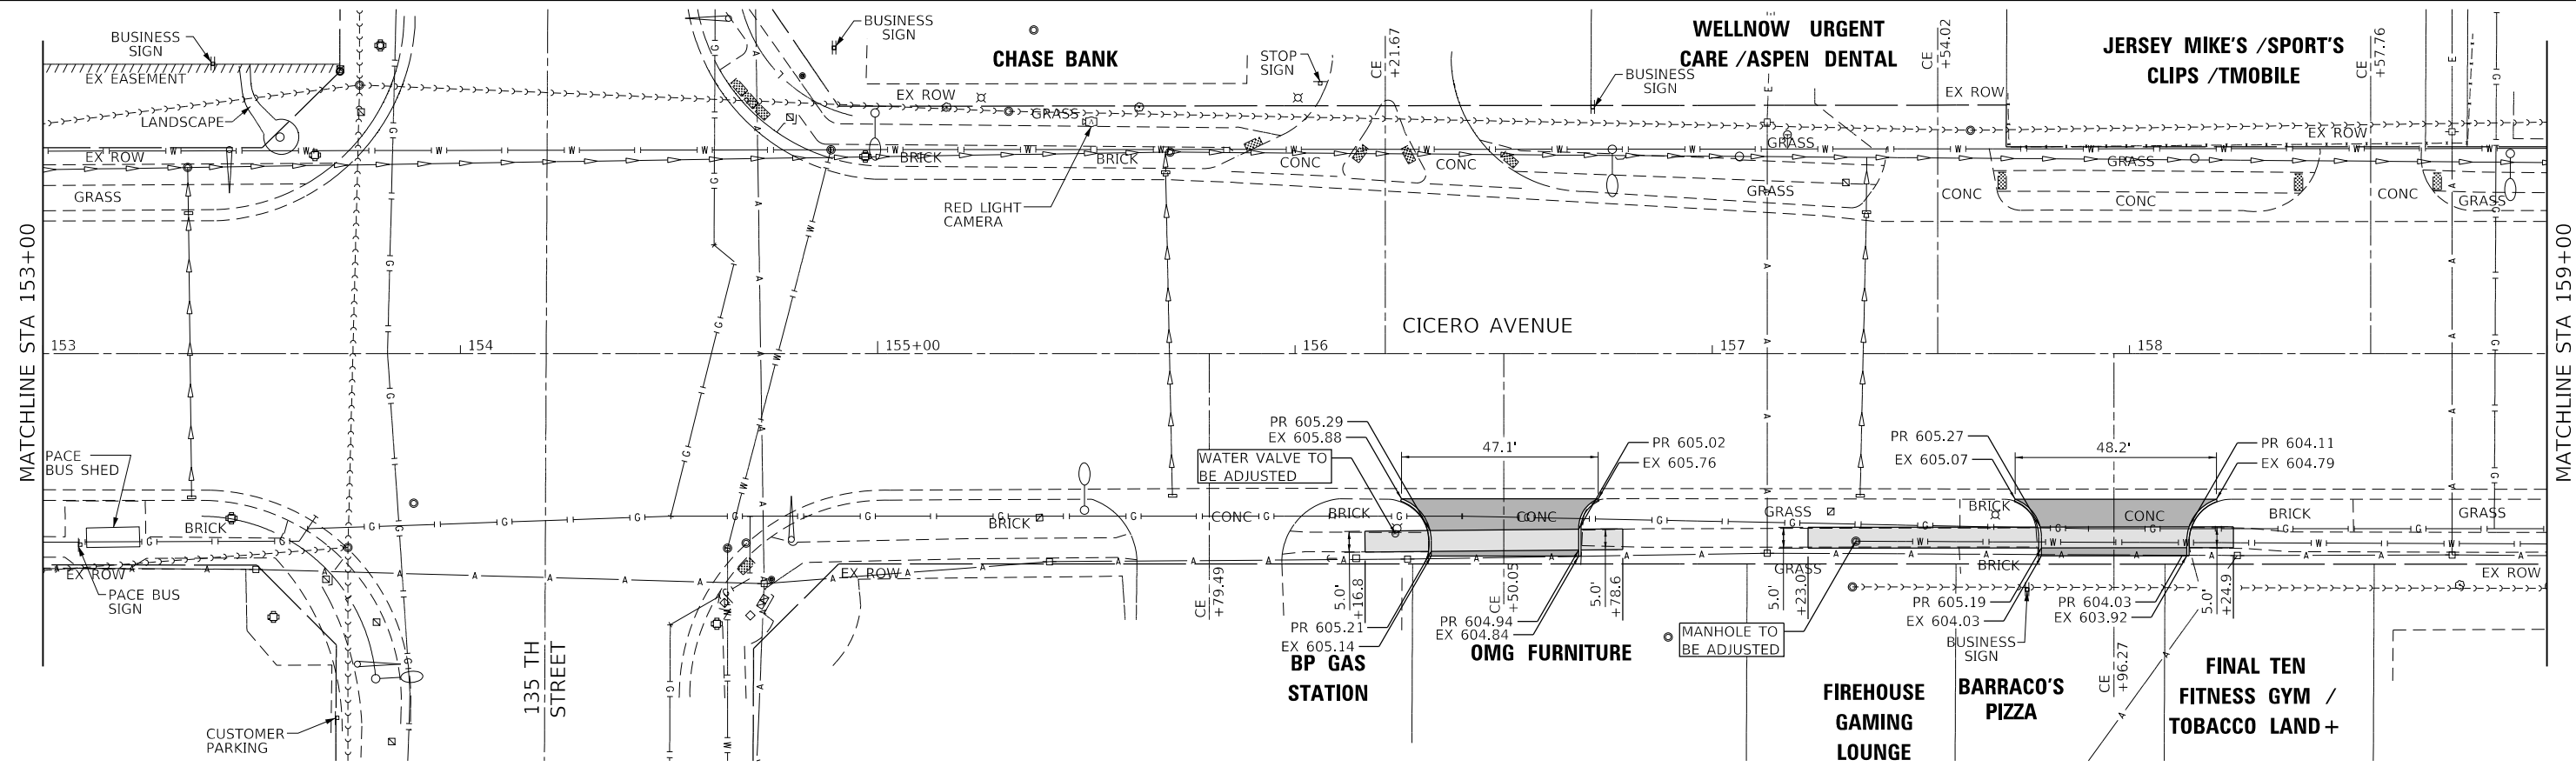 BUSINESS
SIGN
EX EASEMENT
LANDSCAPE
EX ROW
GRASS
BUSINESS
SIGN
CHASE BANK
EX ROW
GRASS
BRICK
BRICK
RED LIGHT
CAMERA
STOP
SIGN
CONC
CE
+21.67
CONC
WELLNOW URGENT
CARE /ASPEN DENTAL
BUSINESS
SIGN
GRASS
GRASS
CE
+54.02
EX ROW
JERSEY MIKE'S /SPORT'S
CLIPS /TMOBILE
CE
+57.76
EX ROW
GRASS
CONC
CONC
CONC
GRASS
MATCHLINE STA 153+00
MATCHLINE STA 159+00
CICERO AVENUE
153
154
155+00
156
157
158
PACE
BUS SHED
BRICK
EX ROW
PACE BUS
SIGN
CUSTOMER
PARKING
135 TH
STREET
BRICK
EX ROW
CONC
CE
+79.49
PR 605.29
EX 605.88
WATER VALVE TO
BE ADJUSTED
47.1'
PR 605.02
EX 605.76
BRICK
CONC
5.0'
+16.8
CE
+50.05
5.0'
+78.6
PR 605.21
EX 605.14
PR 604.94
EX 604.84
BP GAS
STATION
OMG FURNITURE
MANHOLE TO
BE ADJUSTED
PR 605.27
EX 605.07
48.2'
PR 604.11
EX 604.79
GRASS
BRICK
CONC
BRICK
GRASS
GRASS
BRICK
5.0'
+23.0
PR 605.19
EX 604.03
PR 604.03
EX 603.92
5.0'
+24.9
EX ROW
BUSINESS
SIGN
CE
+96.27
FIREHOUSE
GAMING
LOUNGE
BARRACO'S
PIZZA
FINAL TEN
FITNESS GYM /
TOBACCO LAND+